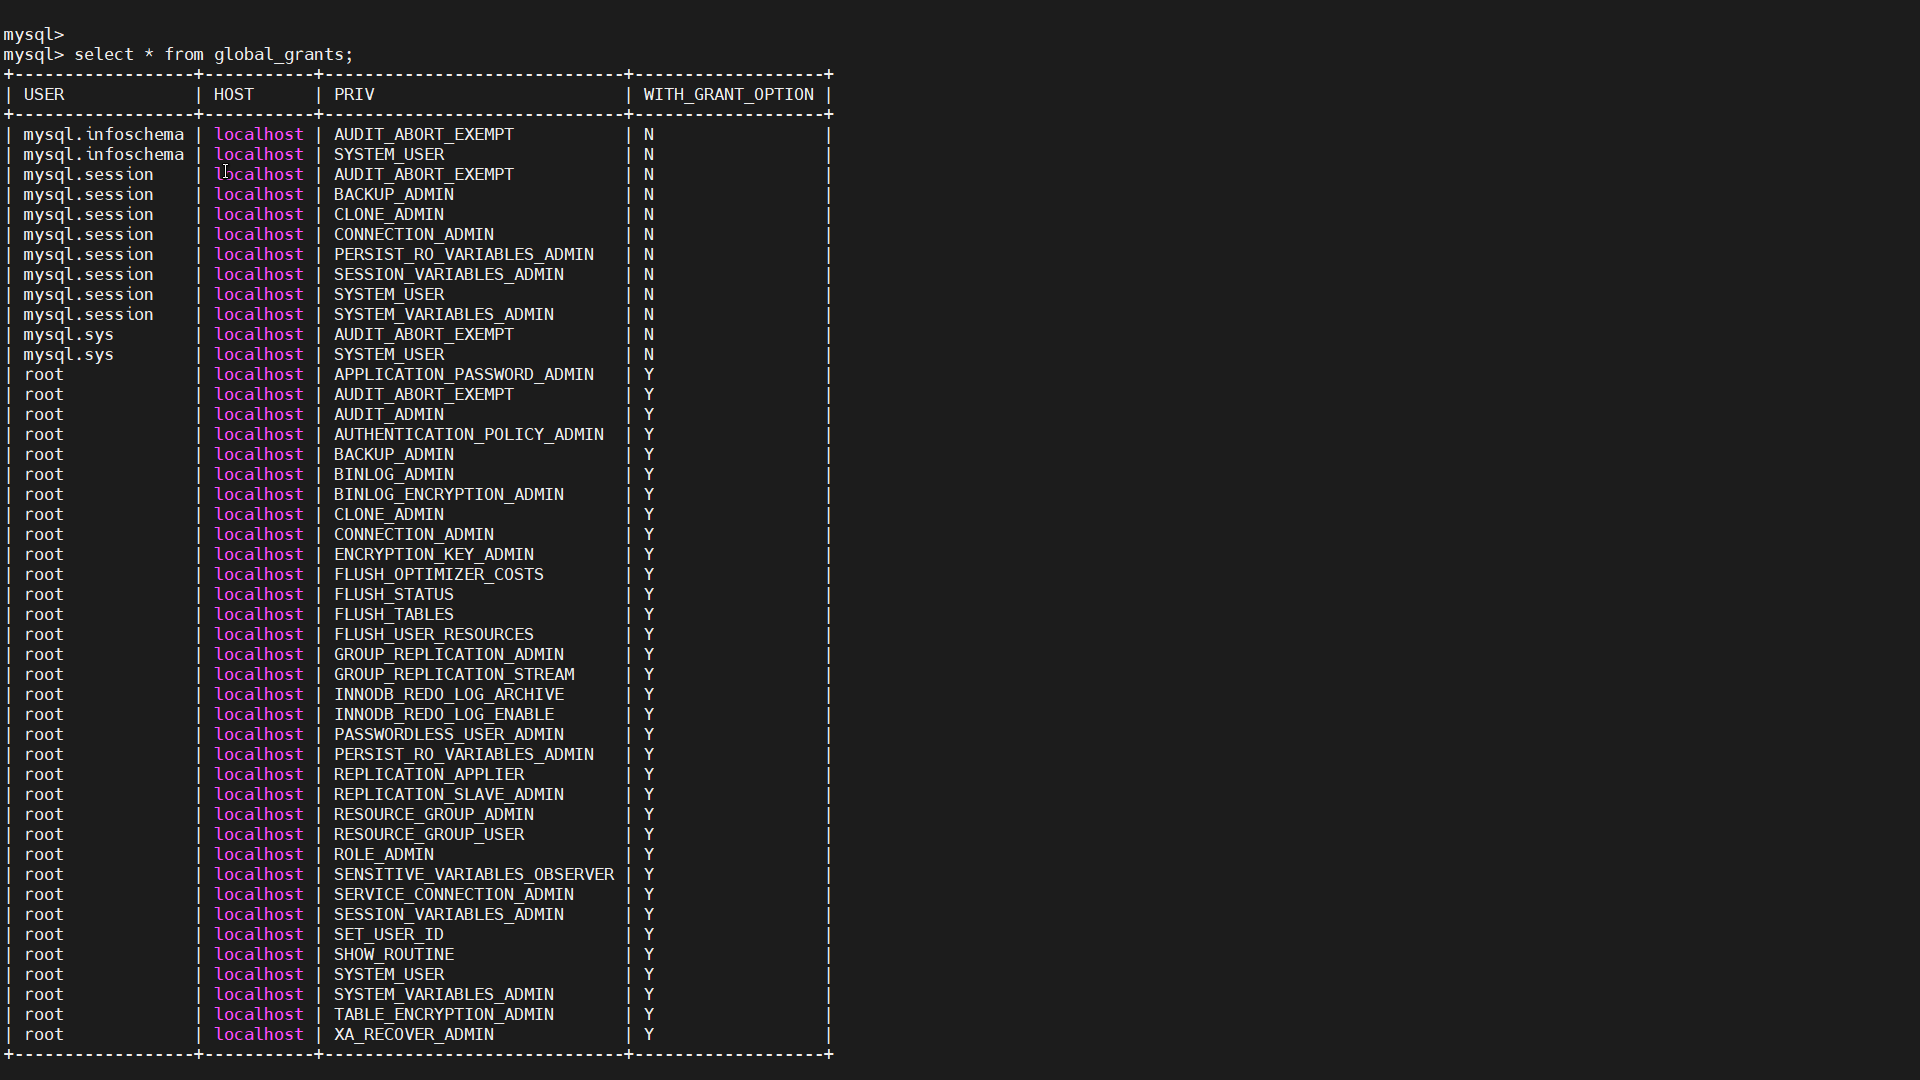 mysql>
mysql> select * from global_grants;
+------------------+-----------+------------------------------+-------------------+
| USER             | HOST      | PRIV                         | WITH_GRANT_OPTION |
+------------------+-----------+------------------------------+-------------------+
| mysql.infoschema | localhost | AUDIT_ABORT_EXEMPT           | N                 |
| mysql.infoschema | localhost | SYSTEM_USER                  | N                 |
| mysql.session    | localhost | AUDIT_ABORT_EXEMPT           | N                 |
| mysql.session    | localhost | BACKUP_ADMIN                 | N                 |
| mysql.session    | localhost | CLONE_ADMIN                  | N                 |
| mysql.session    | localhost | CONNECTION_ADMIN             | N                 |
| mysql.session    | localhost | PERSIST_RO_VARIABLES_ADMIN   | N                 |
| mysql.session    | localhost | SESSION_VARIABLES_ADMIN      | N                 |
| mysql.session    | localhost | SYSTEM_USER                  | N                 |
| mysql.session    | localhost | SYSTEM_VARIABLES_ADMIN       | N                 |
| mysql.sys        | localhost | AUDIT_ABORT_EXEMPT           | N                 |
| mysql.sys        | localhost | SYSTEM_USER                  | N                 |
| root             | localhost | APPLICATION_PASSWORD_ADMIN   | Y                 |
| root             | localhost | AUDIT_ABORT_EXEMPT           | Y                 |
| root             | localhost | AUDIT_ADMIN                  | Y                 |
| root             | localhost | AUTHENTICATION_POLICY_ADMIN  | Y                 |
| root             | localhost | BACKUP_ADMIN                 | Y                 |
| root             | localhost | BINLOG_ADMIN                 | Y                 |
| root             | localhost | BINLOG_ENCRYPTION_ADMIN      | Y                 |
| root             | localhost | CLONE_ADMIN                  | Y                 |
| root             | localhost | CONNECTION_ADMIN             | Y                 |
| root             | localhost | ENCRYPTION_KEY_ADMIN         | Y                 |
| root             | localhost | FLUSH_OPTIMIZER_COSTS        | Y                 |
| root             | localhost | FLUSH_STATUS                 | Y                 |
| root             | localhost | FLUSH_TABLES                 | Y                 |
| root             | localhost | FLUSH_USER_RESOURCES         | Y                 |
| root             | localhost | GROUP_REPLICATION_ADMIN      | Y                 |
| root             | localhost | GROUP_REPLICATION_STREAM     | Y                 |
| root             | localhost | INNODB_REDO_LOG_ARCHIVE      | Y                 |
| root             | localhost | INNODB_REDO_LOG_ENABLE       | Y                 |
| root             | localhost | PASSWORDLESS_USER_ADMIN      | Y                 |
| root             | localhost | PERSIST_RO_VARIABLES_ADMIN   | Y                 |
| root             | localhost | REPLICATION_APPLIER          | Y                 |
| root             | localhost | REPLICATION_SLAVE_ADMIN      | Y                 |
| root             | localhost | RESOURCE_GROUP_ADMIN         | Y                 |
| root             | localhost | RESOURCE_GROUP_USER          | Y                 |
| root             | localhost | ROLE_ADMIN                   | Y                 |
| root             | localhost | SENSITIVE_VARIABLES_OBSERVER | Y                 |
| root             | localhost | SERVICE_CONNECTION_ADMIN     | Y                 |
| root             | localhost | SESSION_VARIABLES_ADMIN      | Y                 |
| root             | localhost | SET_USER_ID                  | Y                 |
| root             | localhost | SHOW_ROUTINE                 | Y                 |
| root             | localhost | SYSTEM_USER                  | Y                 |
| root             | localhost | SYSTEM_VARIABLES_ADMIN       | Y                 |
| root             | localhost | TABLE_ENCRYPTION_ADMIN       | Y                 |
| root             | localhost | XA_RECOVER_ADMIN             | Y                 |
+------------------+-----------+------------------------------+-------------------+